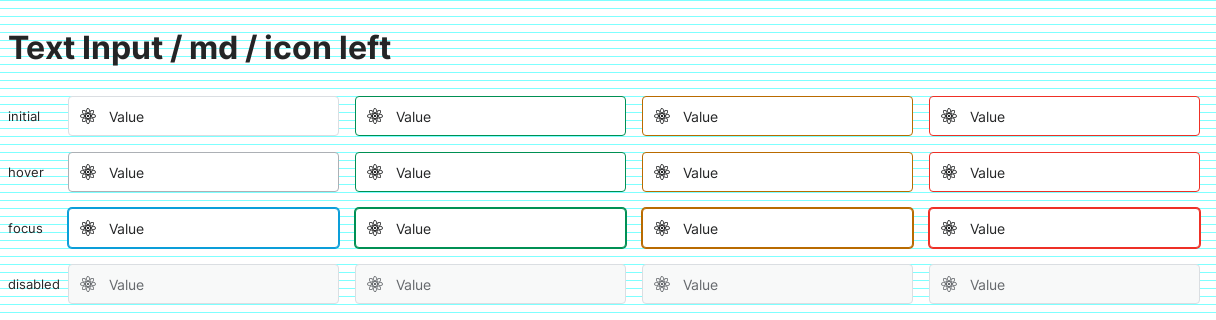 Text Input / md / icon left
initial Value Value Value Value
hover Value Value Value Value
focus Value Value Value Value
disabled Value Value Value Value